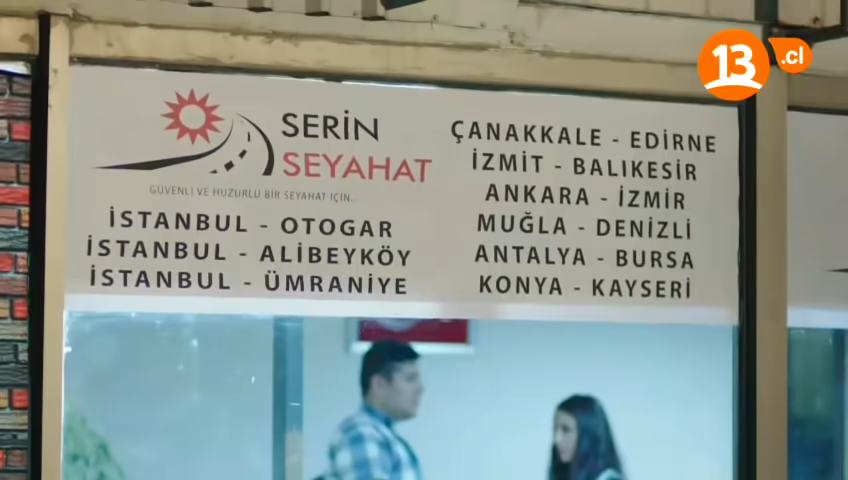 13.cl
SERİN
SEYAHAT
GÜVENLİ VE HUZURLU BİR SEYAHAT İÇİN..
İSTANBUL - OTOGAR
İSTANBUL - ALİBEYKÖY
İSTANBUL - ÜMRANİYE
ÇANAKKALE - EDİRNE
İZMİT - BALIKESİR
ANKARA - İZMİR
MUĞLA - DENİZLİ
ANTALYA - BURSA
KONYA - KAYSERİ